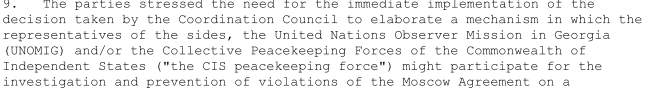 9.    The parties stressed the need for the immediate implementation of the
decision taken by the Coordination Council to elaborate a mechanism in which the
representatives of the sides, the United Nations Observer Mission in Georgia
(UNOMIG) and/or the Collective Peacekeeping Forces of the Commonwealth of
Independent States ("the CIS peacekeeping force") might participate for the
investigation and prevention of violations of the Moscow Agreement on a